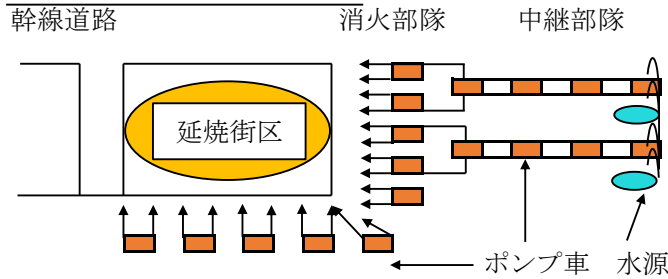 幹線道路
消火部隊
中継部隊
延焼街区
ポンプ車
水源